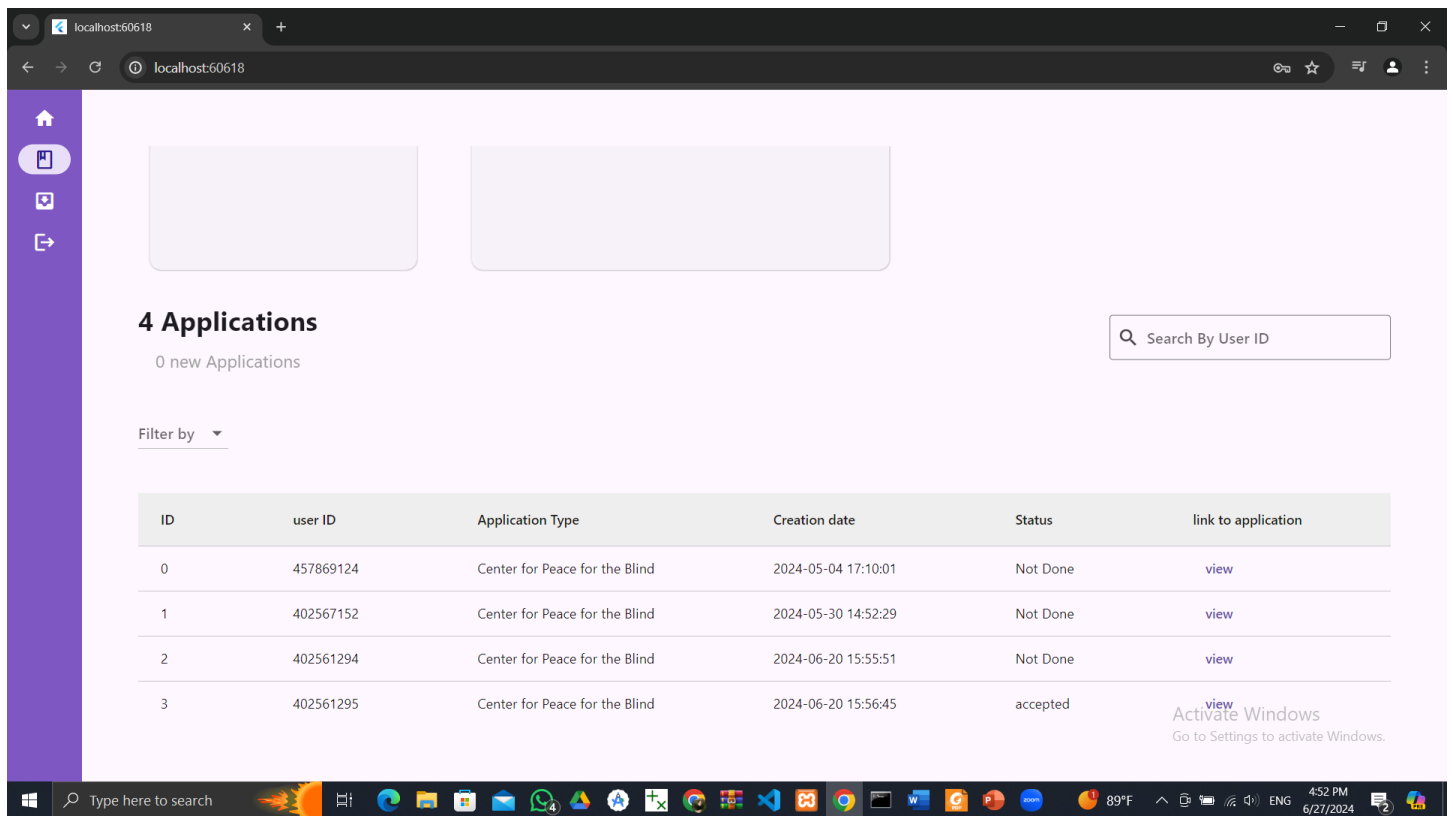 localhost:60618
localhost:60618
4 Applications
0 new Applications
Search By User ID
Filter by
ID user ID Application Type Creation date Status link to application
0 457869124 Center for Peace for the Blind 2024-05-04 17:10:01 Not Done view
1 402567152 Center for Peace for the Blind 2024-05-30 14:52:29 Not Done view
2 402561294 Center for Peace for the Blind 2024-06-20 15:55:51 Not Done view
3 402561295 Center for Peace for the Blind 2024-06-20 15:56:45 accepted view
Activate Windows
Go to Settings to activate Windows.
Type here to search 4 zoom 1 89°F ENG 4:52 PM 2
6/27/2024